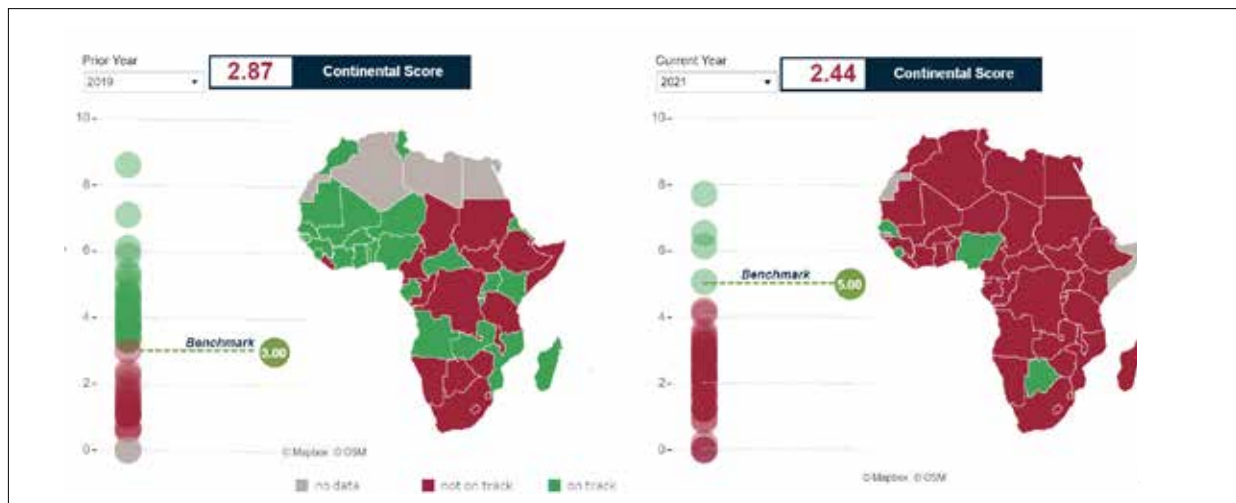 Prior Year
2019
2.87 Continental Score
10
8
6
4
2
0
Benchmark
3.00
© Mapbox © OSM
no data
not on track
on track
Current Year
2021
2.44 Continental Score
10
8
6
4
2
0
Benchmark
5.00
© Mapbox © OSM